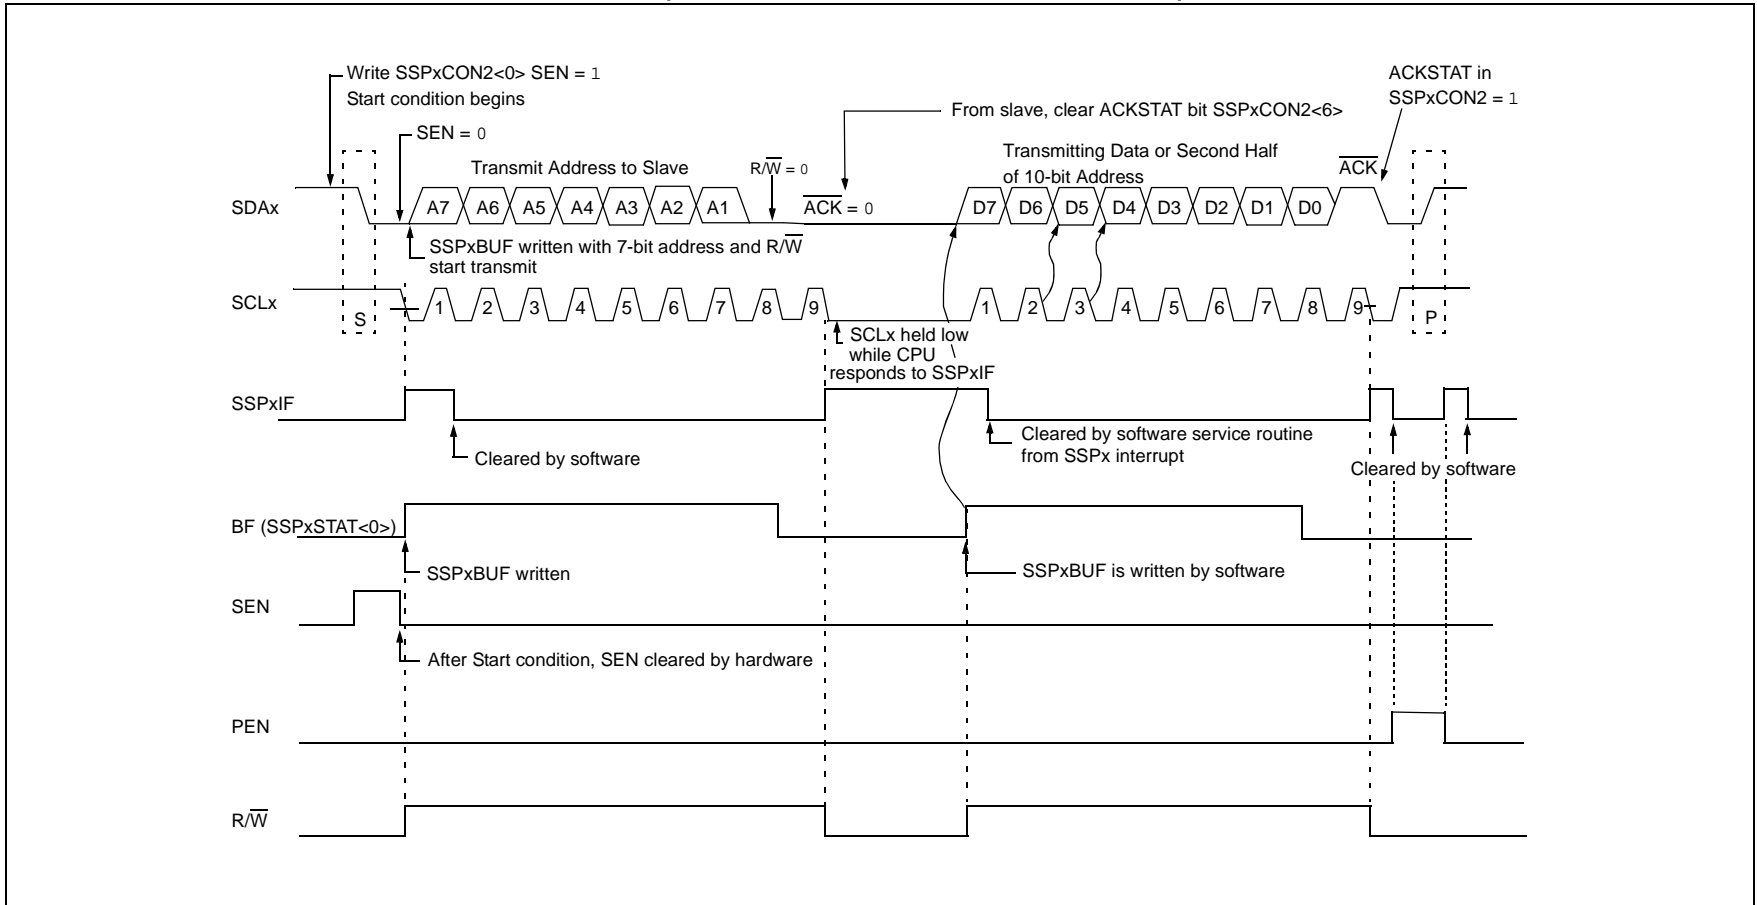 Write SSPxCON2<0> SEN = 1
Start condition begins
ACKSTAT in
SSPxCON2 = 1
From slave, clear ACKSTAT bit SSPxCON2<6>
SEN = 0
Transmit Address to Slave
R/W̅ = 0
Transmitting Data or Second Half
of 10-bit Address
A̅C̅K̅
SDAx
A7 A6 A5 A4 A3 A2 A1
A̅C̅K̅ = 0
D7 D6 D5 D4 D3 D2 D1 D0
SSPxBUF written with 7-bit address and R/W̅
start transmit
SCLx
S
1 2 3 4 5 6 7 8 9
1 2 3 4 5 6 7 8 9
P
SCLx held low
while CPU
responds to SSPxIF
SSPxIF
Cleared by software
Cleared by software service routine
from SSPx interrupt
Cleared by software
BF (SSPxSTAT<0>)
SSPxBUF written
SSPxBUF is written by software
SEN
After Start condition, SEN cleared by hardware
PEN
R/W̅